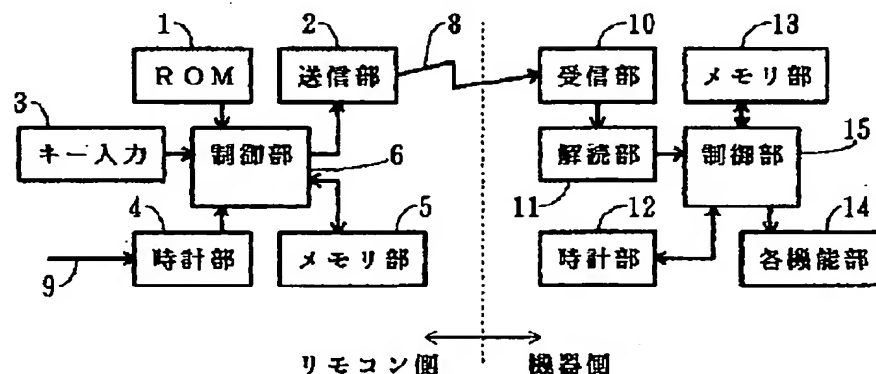 1 2 8 10 13
ROM 送信部 受信部 メモリ部
3
キー入力 制御部 6 解読部 制御部 15
4 5 11 12 14
時計部 メモリ部 時計部 各機能部
9
リモコン側 機器側